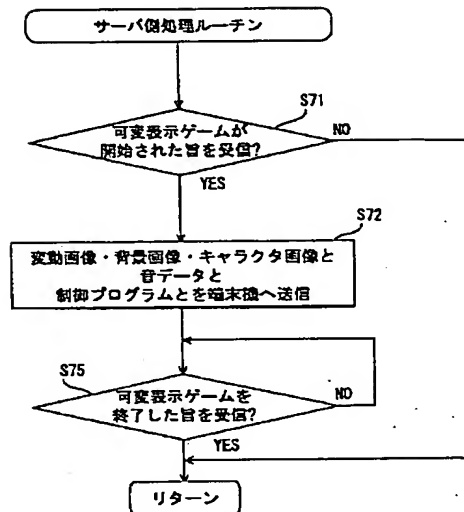 サーバ側処理ルーチン
S71
可変表示ゲームが
開始された旨を受信?
NO
YES
S72
変動画像・背景画像・キャラクタ画像と
音データと
制御プログラムとを端末機へ送信
S75
可変表示ゲームを
終了した旨を受信?
NO
YES
リターン